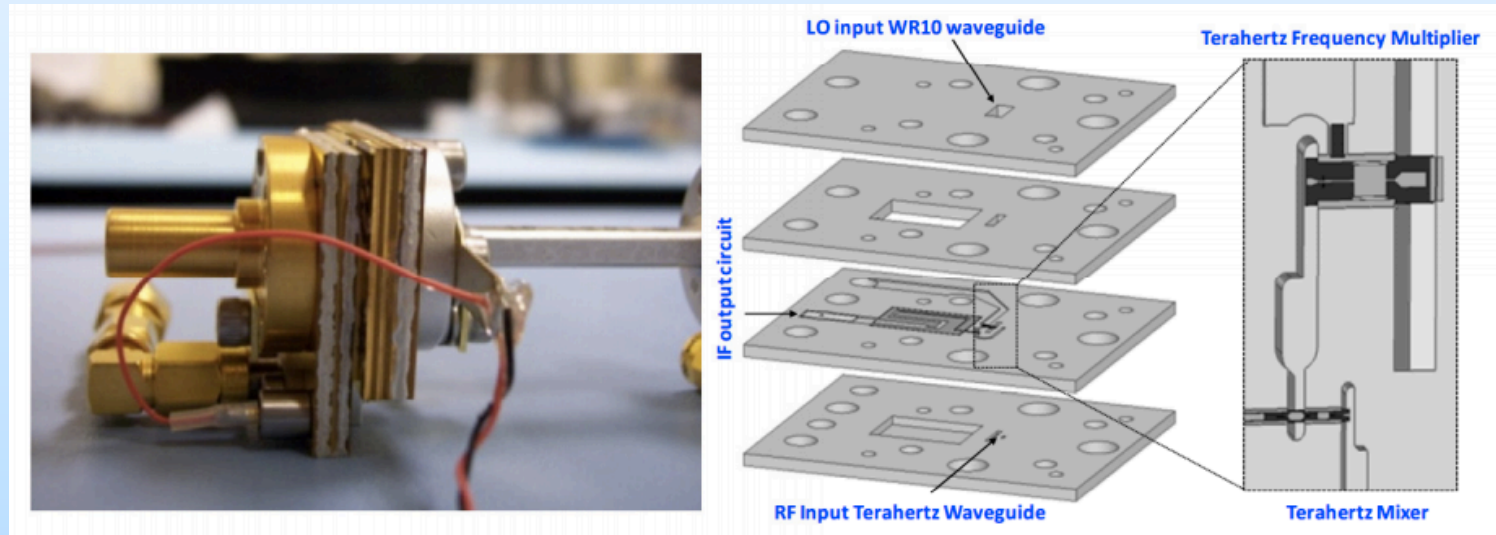 LO input WR10 waveguide
Terahertz Frequency Multiplier
IF output circuit
RF Input Terahertz Waveguide
Terahertz Mixer